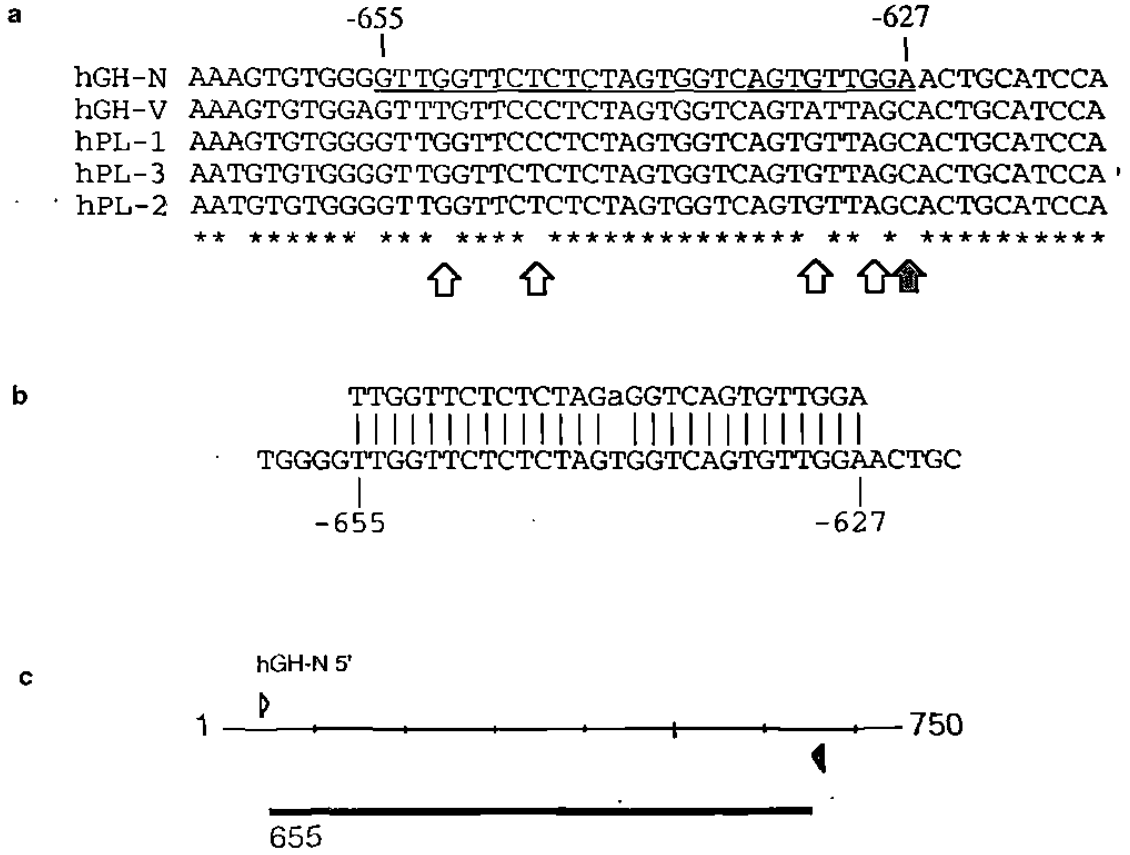 a
-655 -627
hGH-N AAAGTGTGGGGTTGGTTCTCTCTAGTGGTCAGTGTTGGAACTGCATCCA
hGH-V AAAGTGTGGAGTTTGTTCCCTCTAGTGGTCAGTATTAGCACTGCATCCA
hPL-1 AAAGTGTGGGGTTGGTTCCCTCTAGTGGTCAGTGTTAGCACTGCATCCA
hPL-3 AATGTGTGGGGTTGGTTCTCTCTAGTGGTCAGTGTTAGCACTGCATCCA
hPL-2 AATGTGTGGGGTTGGTTCTCTCTAGTGGTCAGTGTTAGCACTGCATCCA
** ****** *** **** ************** ** * **********
b
TTGGTTCTCTCTAGaGGTCAGTGTTGGA
TGGGGTTGGTTCTCTCTAGTGGTCAGTGTTGGAACTGC
-655 -627
c
hGH-N 5'
1 750
655